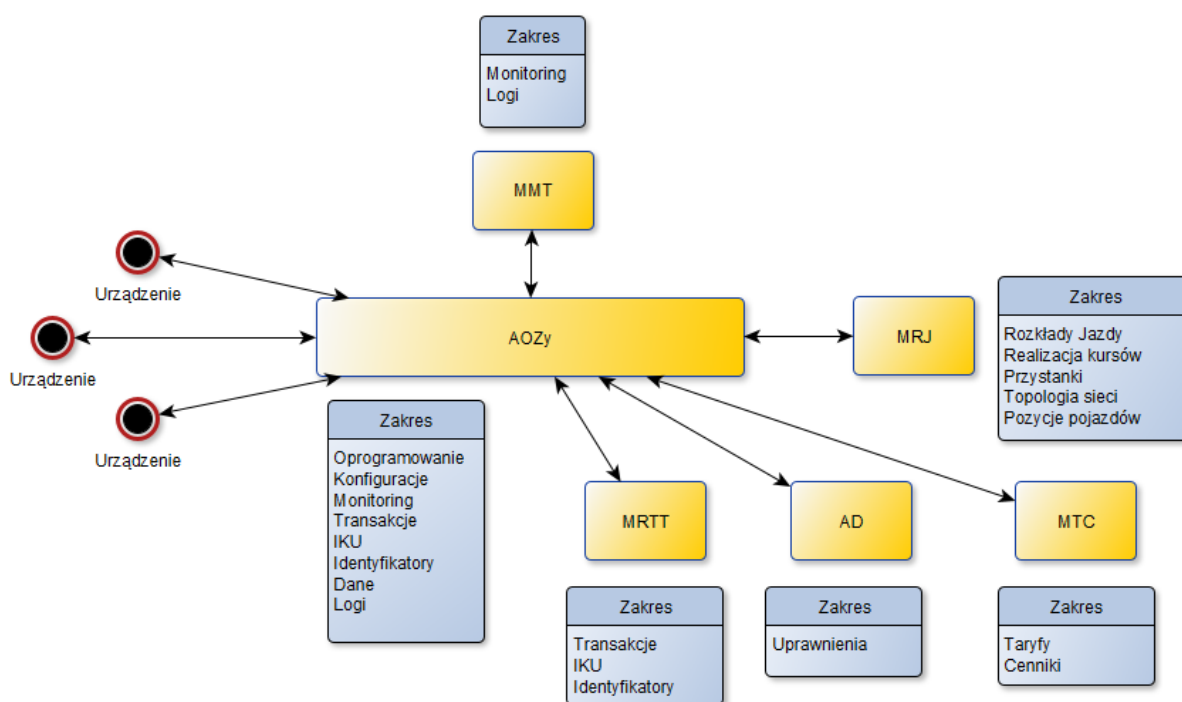 Zakres
Monitoring
Logi
MMT
Urządzenie
Urządzenie
Urządzenie
AOZy
MRJ
Zakres
Rozkłady Jazdy
Realizacja kursów
Przystanki
Topologia sieci
Pozycje pojazdów
Zakres
Oprogramowanie
Konfiguracje
Monitoring
Transakcje
IKU
Identyfikatory
Dane
Logi
MRTT
AD
MTC
Zakres
Transakcje
IKU
Identyfikatory
Zakres
Uprawnienia
Zakres
Taryfy
Cenniki